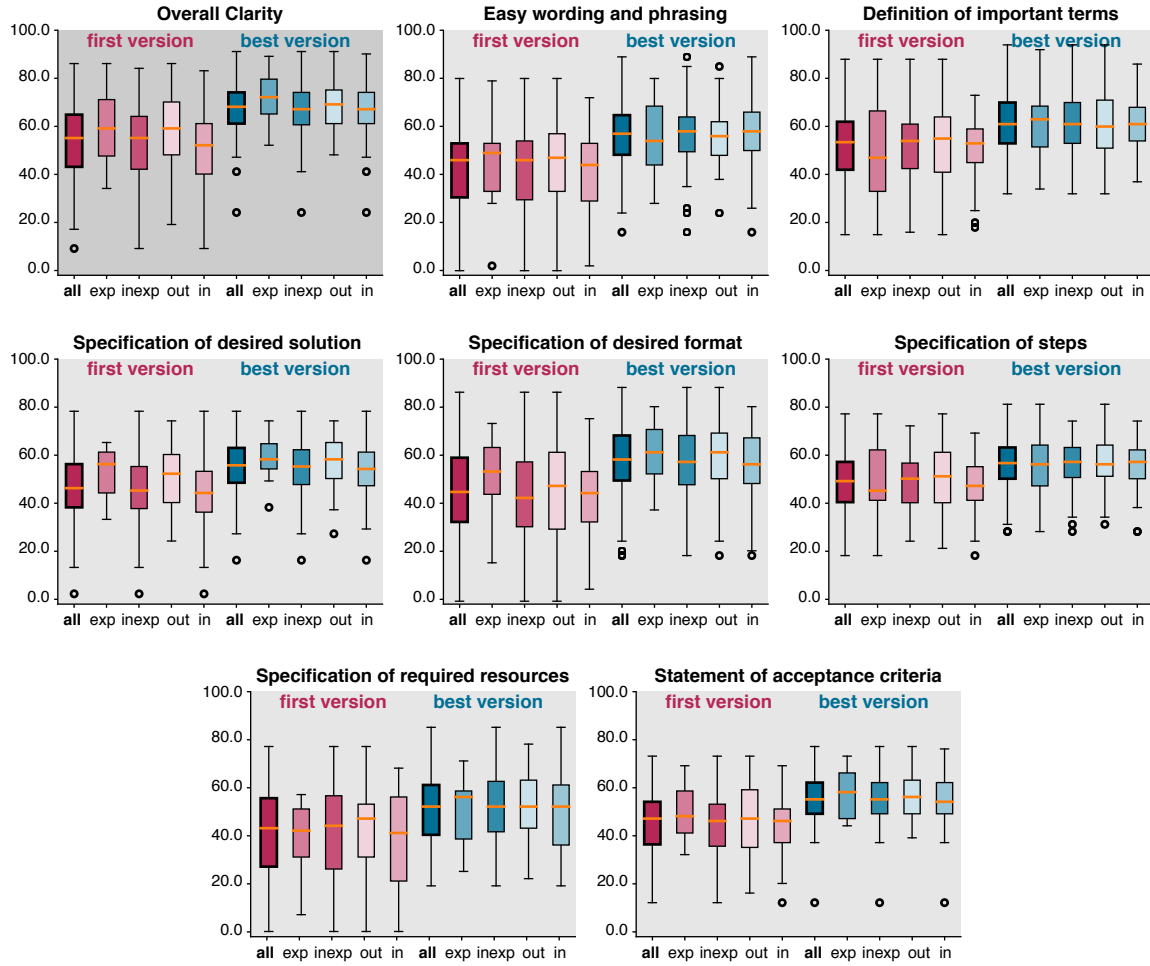 Overall Clarity
Easy wording and phrasing
Definition of important terms
100.0
80.0
60.0
40.0
20.0
0.0
first version
best version
all exp inexp out in all exp inexp out in
100.0
80.0
60.0
40.0
20.0
0.0
first version
best version
all exp inexp out in all exp inexp out in
100.0
80.0
60.0
40.0
20.0
0.0
first version
best version
all exp inexp out in all exp inexp out in
Specification of desired solution
Specification of desired format
Specification of steps
100.0
80.0
60.0
40.0
20.0
0.0
first version
best version
all exp inexp out in all exp inexp out in
100.0
80.0
60.0
40.0
20.0
0.0
first version
best version
all exp inexp out in all exp inexp out in
100.0
80.0
60.0
40.0
20.0
0.0
first version
best version
all exp inexp out in all exp inexp out in
Specification of required resources
Statement of acceptance criteria
100.0
80.0
60.0
40.0
20.0
0.0
first version
best version
all exp inexp out in all exp inexp out in
100.0
80.0
60.0
40.0
20.0
0.0
first version
best version
all exp inexp out in all exp inexp out in